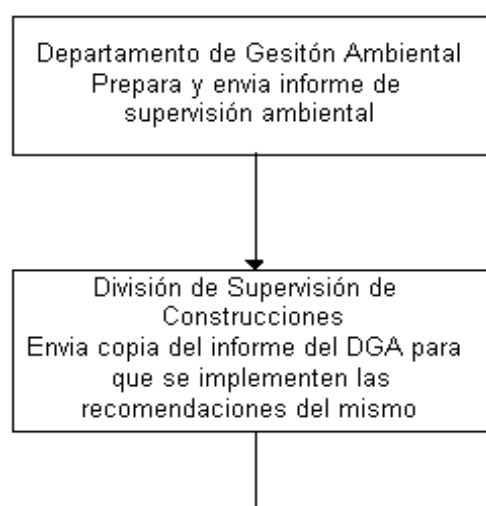 Departamento de Gesitón Ambiental
Prepara y envia informe de
supervisión ambiental
División de Supervisión de
Construcciones
Envia copia del informe del DGA para
que se implementen las
recomendaciones del mismo